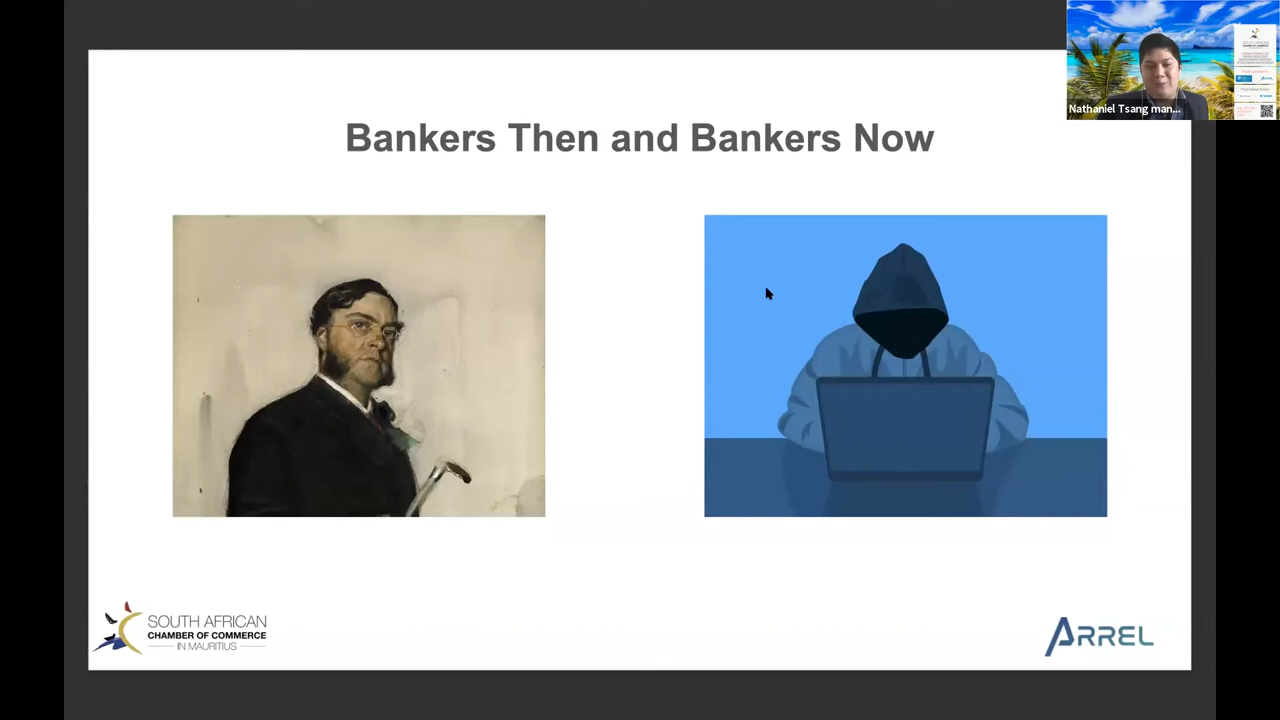 Bankers Then and Bankers Now
Nathaniel Tsang man...
SOUTH AFRICAN
CHAMBER OF COMMERCE
IN MAURITIUS
ARREL